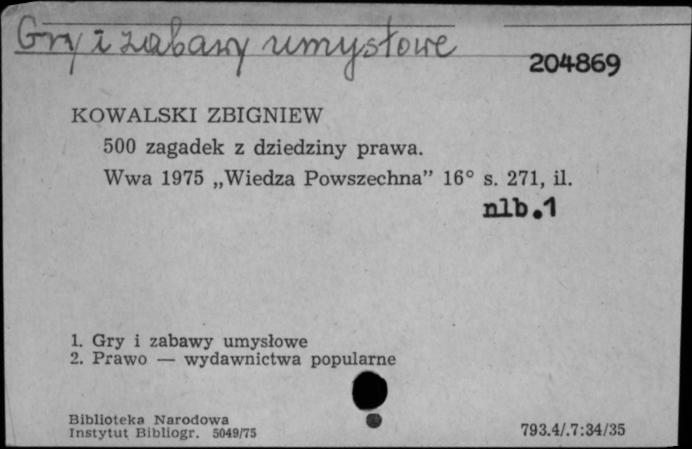 Gry i zabawy umysłowe
204869
KOWALSKI ZBIGNIEW
500 zagadek z dziedziny prawa.
Wwa 1975 „Wiedza Powszechna” 16° s. 271, il.
nlb.1
1. Gry i zabawy umysłowe
2. Prawo — wydawnictwa popularne
Biblioteka Narodowa
Instytut Bibliogr. 5049/75
793.4/.7:34/35